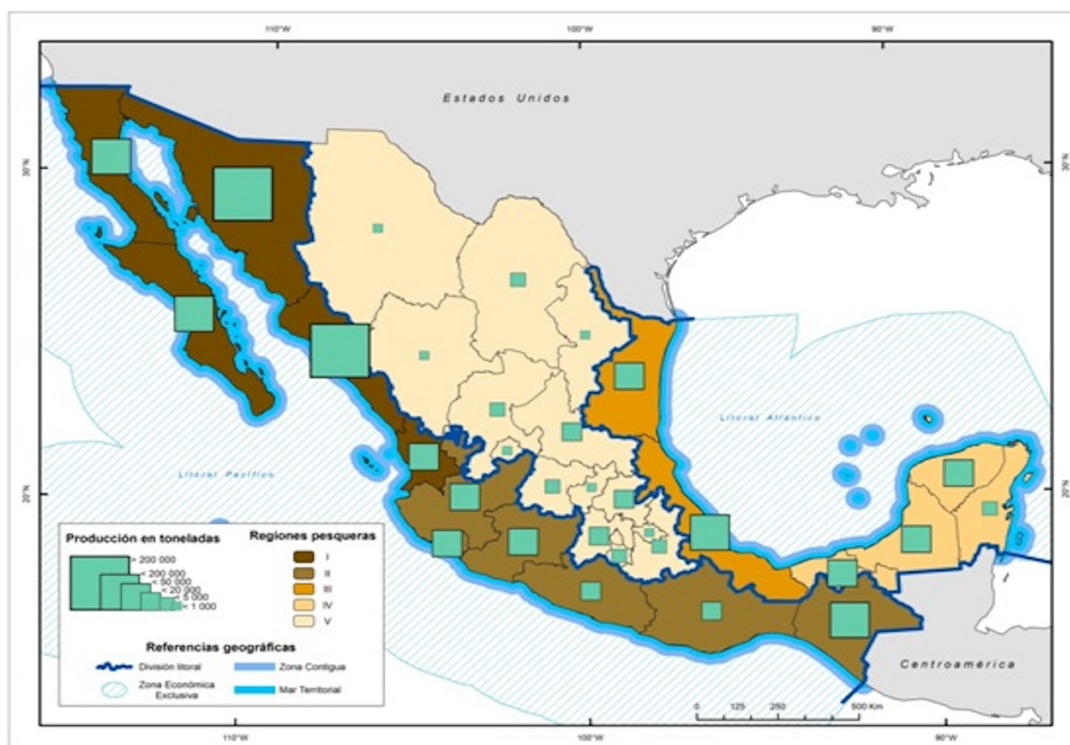 110°W 100°W 90°W
Estados Unidos
30°N 30°N
Litoral Atlántico
Litoral Pacífico
20°N 20°N
Producción en toneladas
> 200 000
< 200 000
< 50 000
< 20 000
< 5 000
< 1 000
Regiones pesqueras
I
II
III
IV
V
Referencias geográficas
División litoral
Zona Contigua
Zona Económica
Exclusiva
Mar Territorial
Centroamérica
0 125 250 500 Km
110°W 100°W 90°W